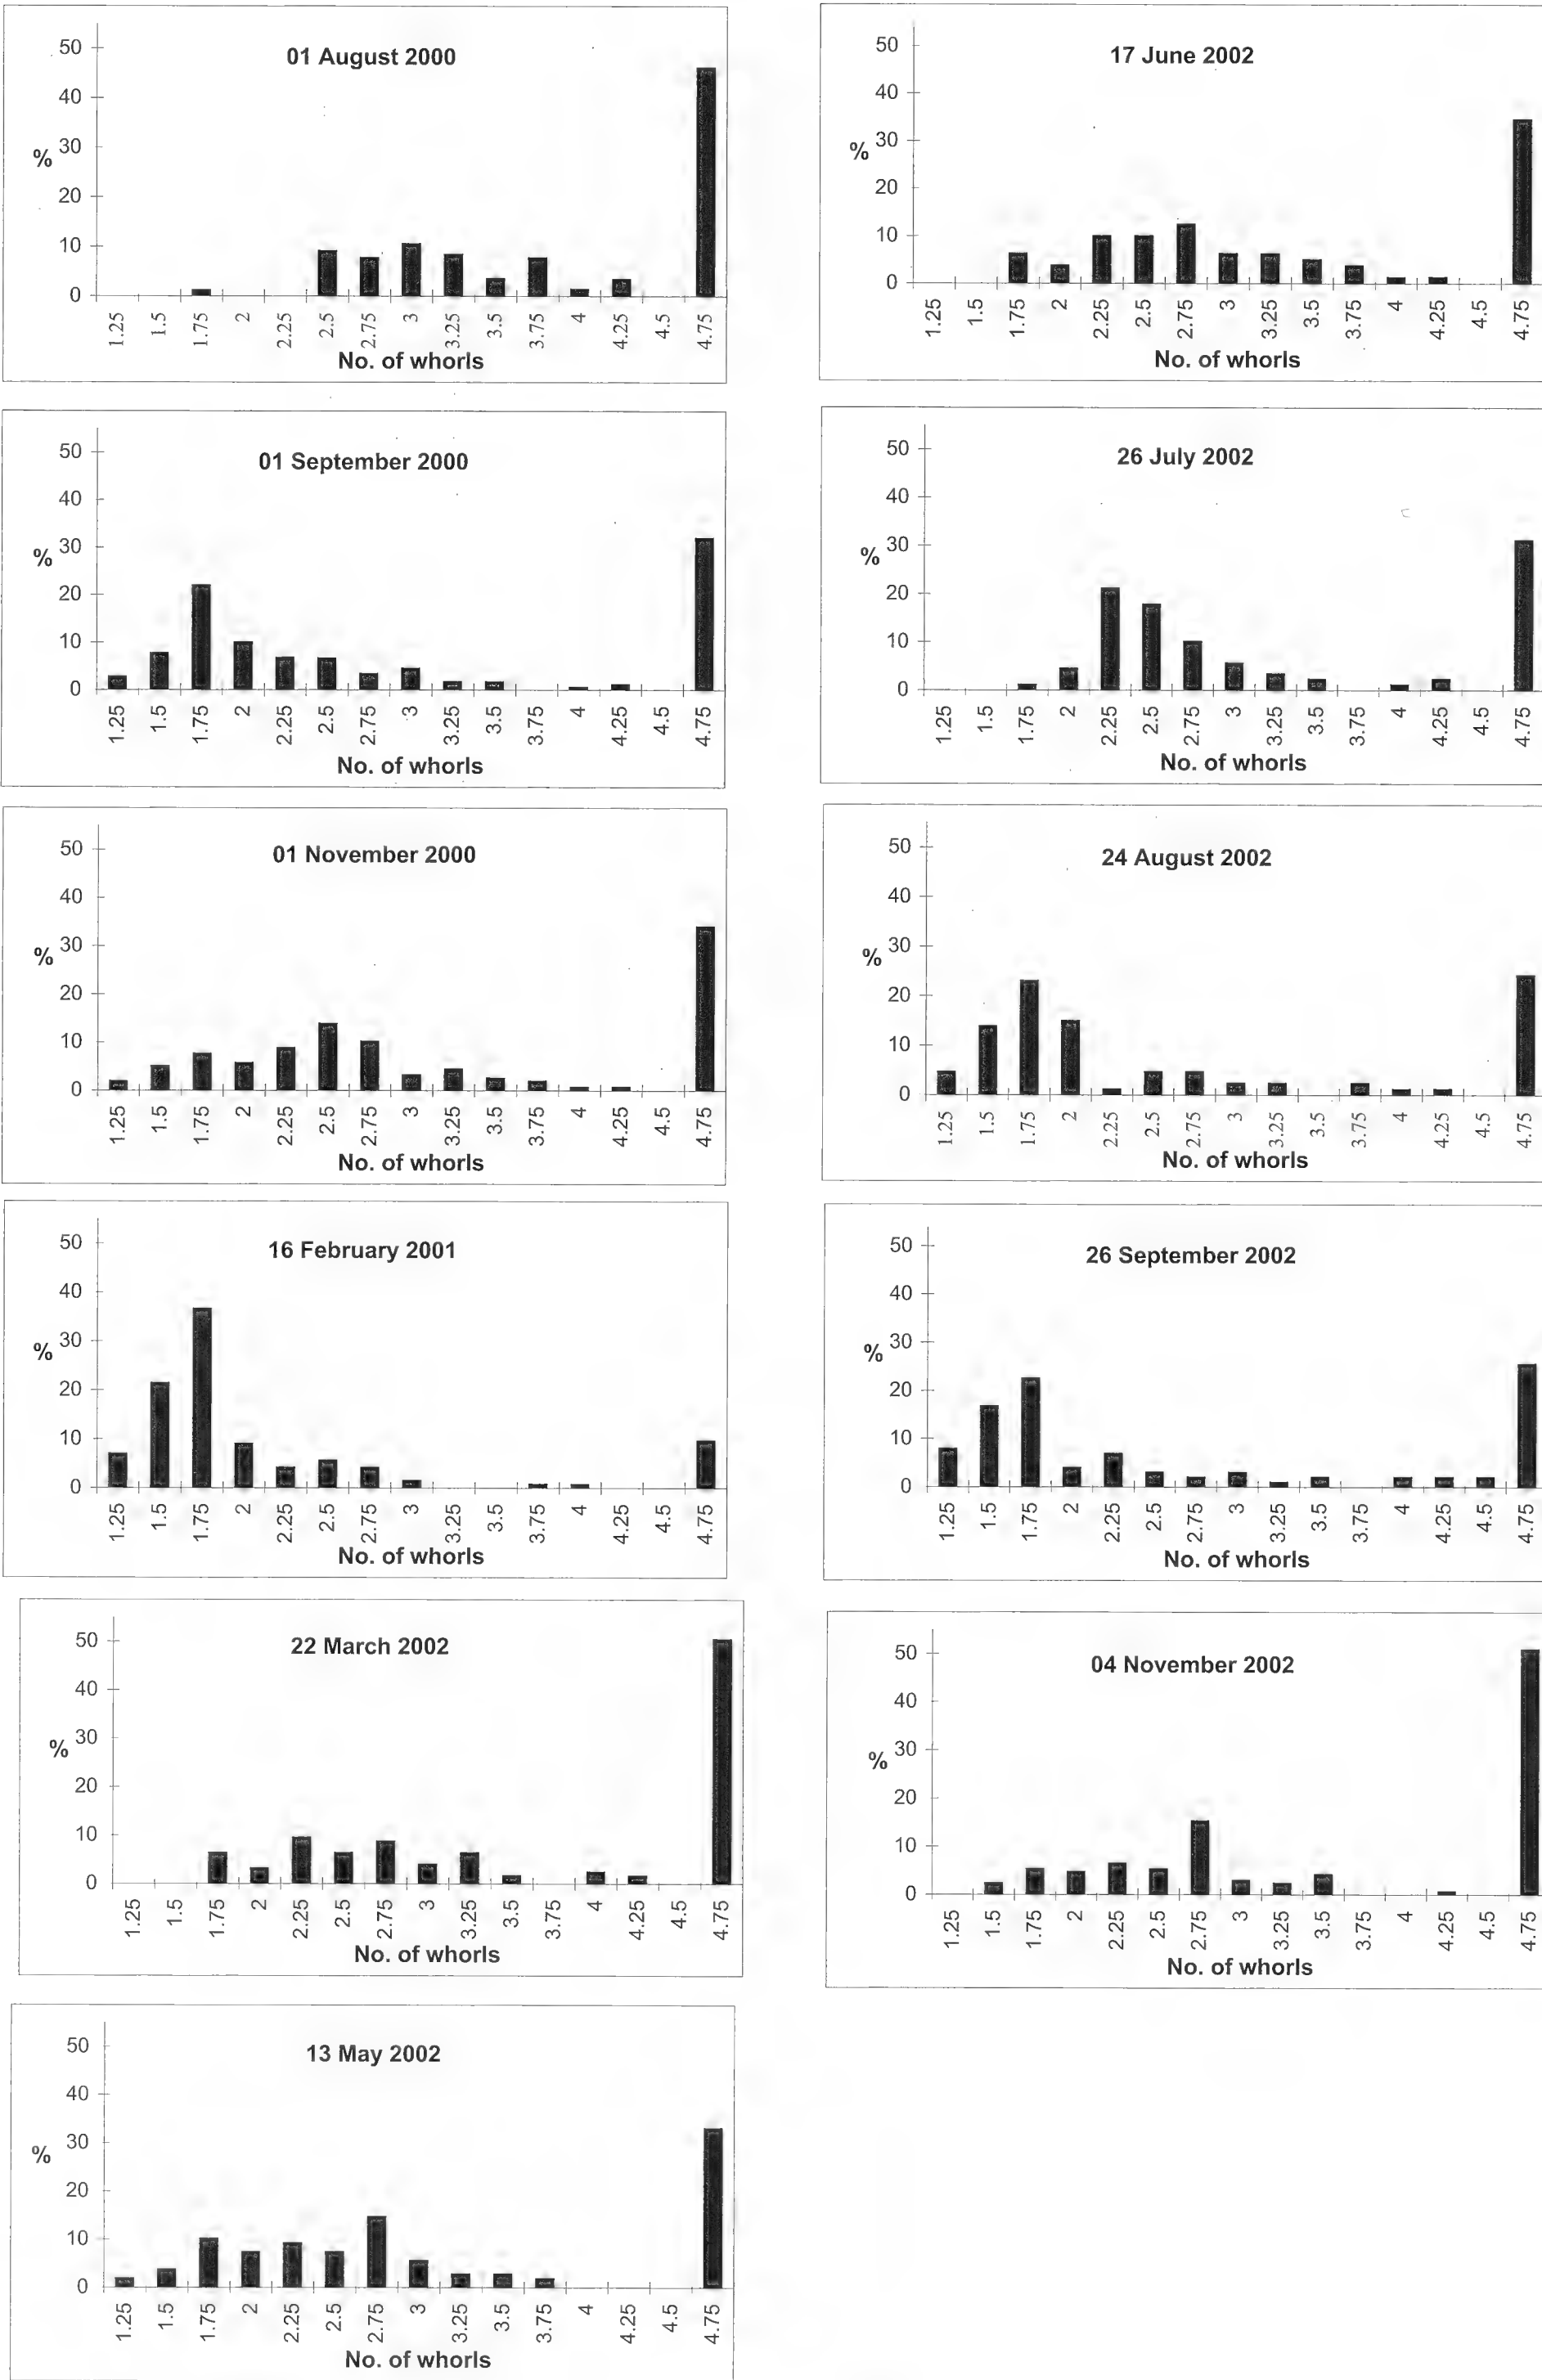 01 August 2000
50
40
30
20
10
0
%
1.25 1.5 1.75 2 2.25 2.5 2.75 3 3.25 3.5 3.75 4 4.25 4.5 4.75
No. of whorls
01 September 2000
50
40
30
20
10
0
%
1.25 1.5 1.75 2 2.25 2.5 2.75 3 3.25 3.5 3.75 4 4.25 4.5 4.75
No. of whorls
01 November 2000
50
40
30
20
10
0
%
1.25 1.5 1.75 2 2.25 2.5 2.75 3 3.25 3.5 3.75 4 4.25 4.5 4.75
No. of whorls
16 February 2001
50
40
30
20
10
0
%
1.25 1.5 1.75 2 2.25 2.5 2.75 3 3.25 3.5 3.75 4 4.25 4.5 4.75
No. of whorls
22 March 2002
50
40
30
20
10
0
%
1.25 1.5 1.75 2 2.25 2.5 2.75 3 3.25 3.5 3.75 4 4.25 4.5 4.75
No. of whorls
13 May 2002
50
40
30
20
10
0
%
1.25 1.5 1.75 2 2.25 2.5 2.75 3 3.25 3.5 3.75 4 4.25 4.5 4.75
No. of whorls
17 June 2002
50
40
30
20
10
0
%
1.25 1.5 1.75 2 2.25 2.5 2.75 3 3.25 3.5 3.75 4 4.25 4.5 4.75
No. of whorls
26 July 2002
50
40
30
20
10
0
%
1.25 1.5 1.75 2 2.25 2.5 2.75 3 3.25 3.5 3.75 4 4.25 4.5 4.75
No. of whorls
24 August 2002
50
40
30
20
10
0
%
1.25 1.5 1.75 2 2.25 2.5 2.75 3 3.25 3.5 3.75 4 4.25 4.5 4.75
No. of whorls
26 September 2002
50
40
30
20
10
0
%
1.25 1.5 1.75 2 2.25 2.5 2.75 3 3.25 3.5 3.75 4 4.25 4.5 4.75
No. of whorls
04 November 2002
50
40
30
20
10
0
%
1.25 1.5 1.75 2 2.25 2.5 2.75 3 3.25 3.5 3.75 4 4.25 4.5 4.75
No. of whorls